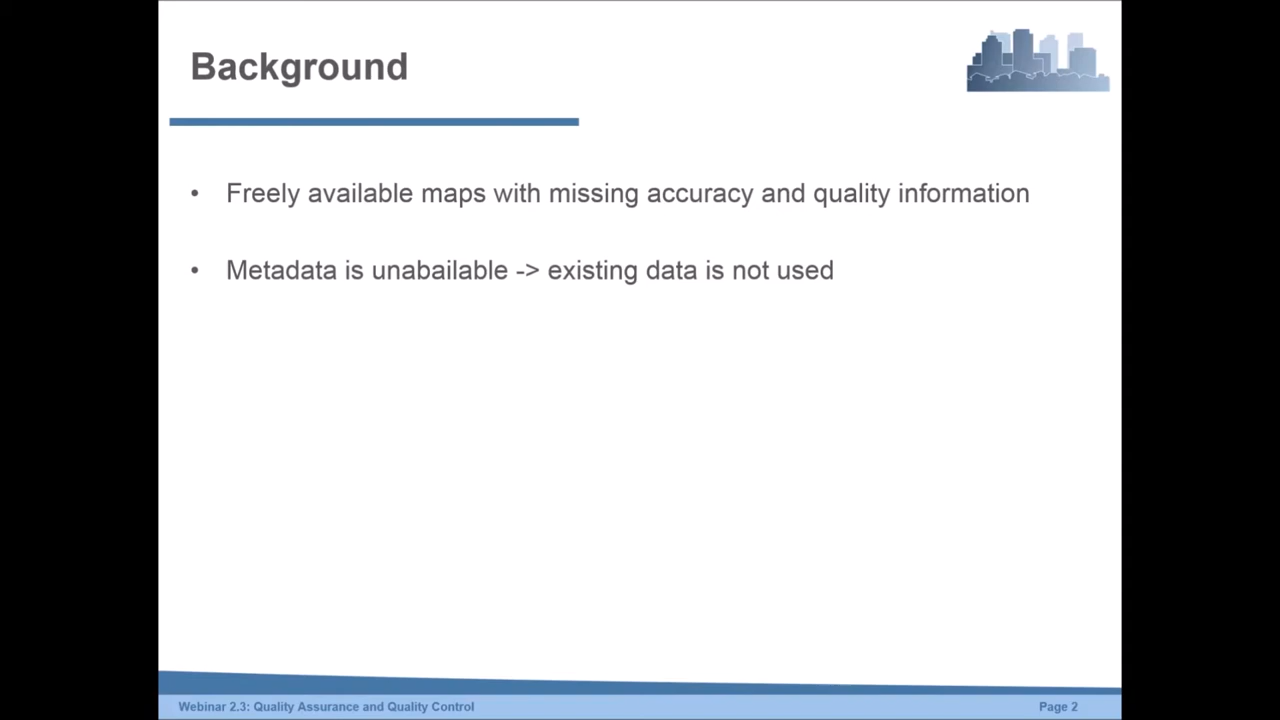 Background
• Freely available maps with missing accuracy and quality information
• Metadata is unabailable -> existing data is not used
Webinar 2.3: Quality Assurance and Quality Control
Page 2